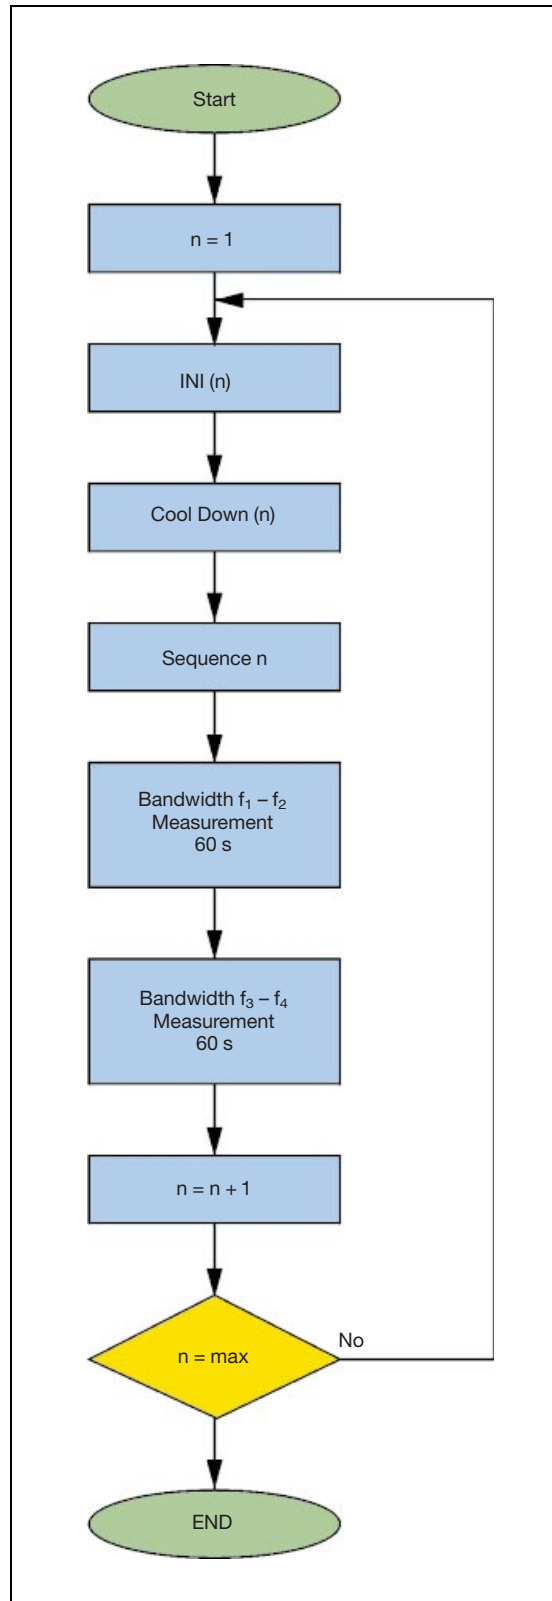 Start
n = 1
INI (n)
Cool Down (n)
Sequence n
Bandwidth f₁ – f₂
Measurement
60 s
Bandwidth f₃ – f₄
Measurement
60 s
n = n + 1
n = max
No
END